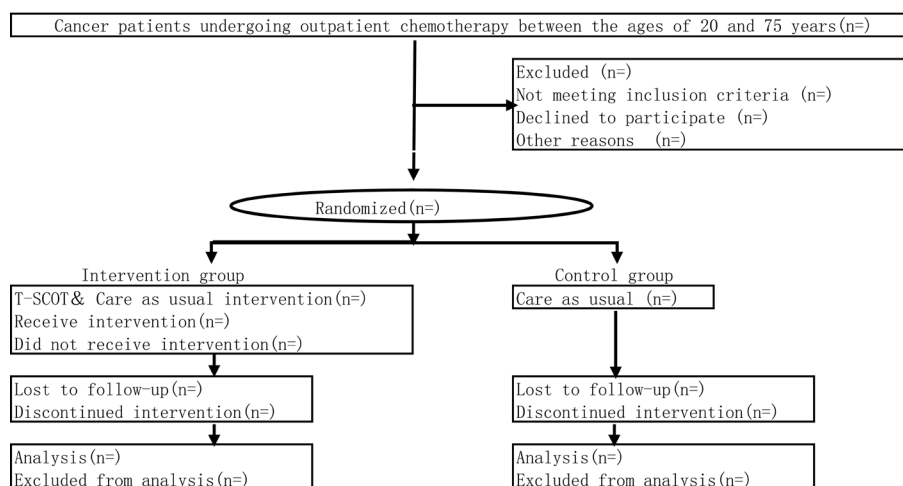 Cancer patients undergoing outpatient chemotherapy between the ages of 20 and 75 years(n=)
Excluded (n=)
Not meeting inclusion criteria (n=)
Declined to participate (n=)
Other reasons (n=)
Randomized(n=)
Intervention group
T-SCOT& Care as usual intervention(n=)
Receive intervention(n=)
Did not receive intervention(n=)
Control group
Care as usual (n=)
Lost to follow-up(n=)
Discontinued intervention(n=)
Lost to follow-up(n=)
Discontinued intervention(n=)
Analysis(n=)
Excluded from analysis(n=)
Analysis(n=)
Excluded from analysis(n=)